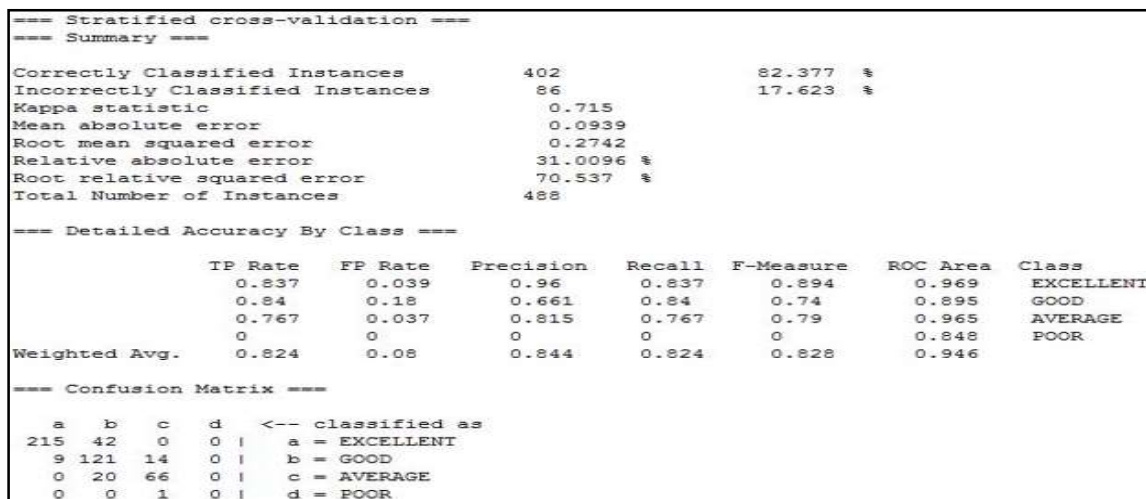 === Stratified cross-validation ===
=== Summary ===
Correctly Classified Instances 402 82.377 %
Incorrectly Classified Instances 86 17.623 %
Kappa statistic 0.715
Mean absolute error 0.0939
Root mean squared error 0.2742
Relative absolute error 31.0096 %
Root relative squared error 70.537 %
Total Number of Instances 488
=== Detailed Accuracy By Class ===
TP Rate FP Rate Precision Recall F-Measure ROC Area Class
0.837 0.039 0.96 0.837 0.894 0.969 EXCELLENT
0.84 0.18 0.661 0.84 0.74 0.895 GOOD
0.767 0.037 0.815 0.767 0.79 0.965 AVERAGE
0 0 0 0 0 0.848 POOR
Weighted Avg. 0.824 0.08 0.844 0.824 0.828 0.946
=== Confusion Matrix ===
a b c d <-- classified as
215 42 0 0 | a = EXCELLENT
9 121 14 0 | b = GOOD
0 20 66 0 | c = AVERAGE
0 0 1 0 | d = POOR